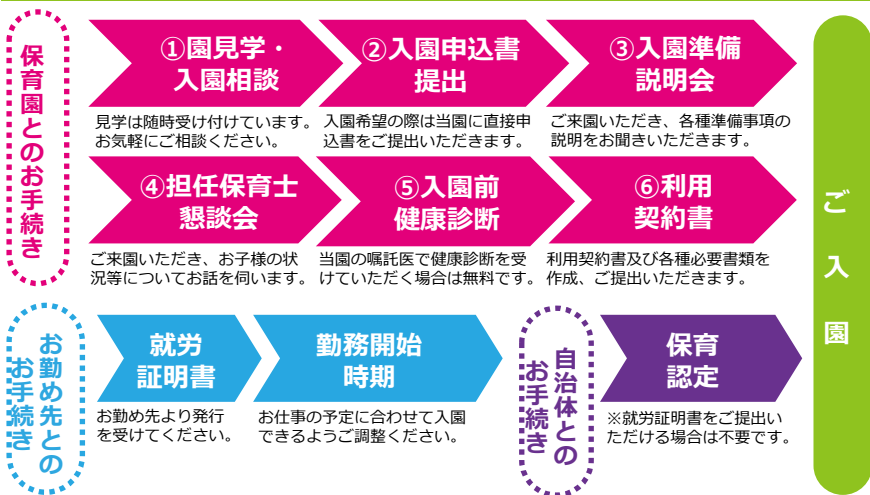 保育園とのお手続き
①園見学・
入園相談
見学は随時受け付けています。
お気軽にご相談ください。
②入園申込書
提出
入園希望の際は当園に直接申
込書をご提出いただきます。
③入園準備
説明会
ご来園いただき、各種準備事項の
説明をお聞きいただきます。
④担任保育士
懇談会
ご来園いただき、お子様の状
況等についてお話を伺います。
⑤入園前
健康診断
当園の嘱託医で健康診断を受
けていただく場合は無料です。
⑥利用
契約書
利用契約書及び各種必要書類を
作成、ご提出いただきます。
お勤め先との
お手続き
就労
証明書
お勤め先より発行
を受けてください。
勤務開始
時期
お仕事の予定に合わせて入園
できるようご調整ください。
自治体との
お手続き
保育
認定
※就労証明書をご提出い
ただける場合は不要です。
ご入園